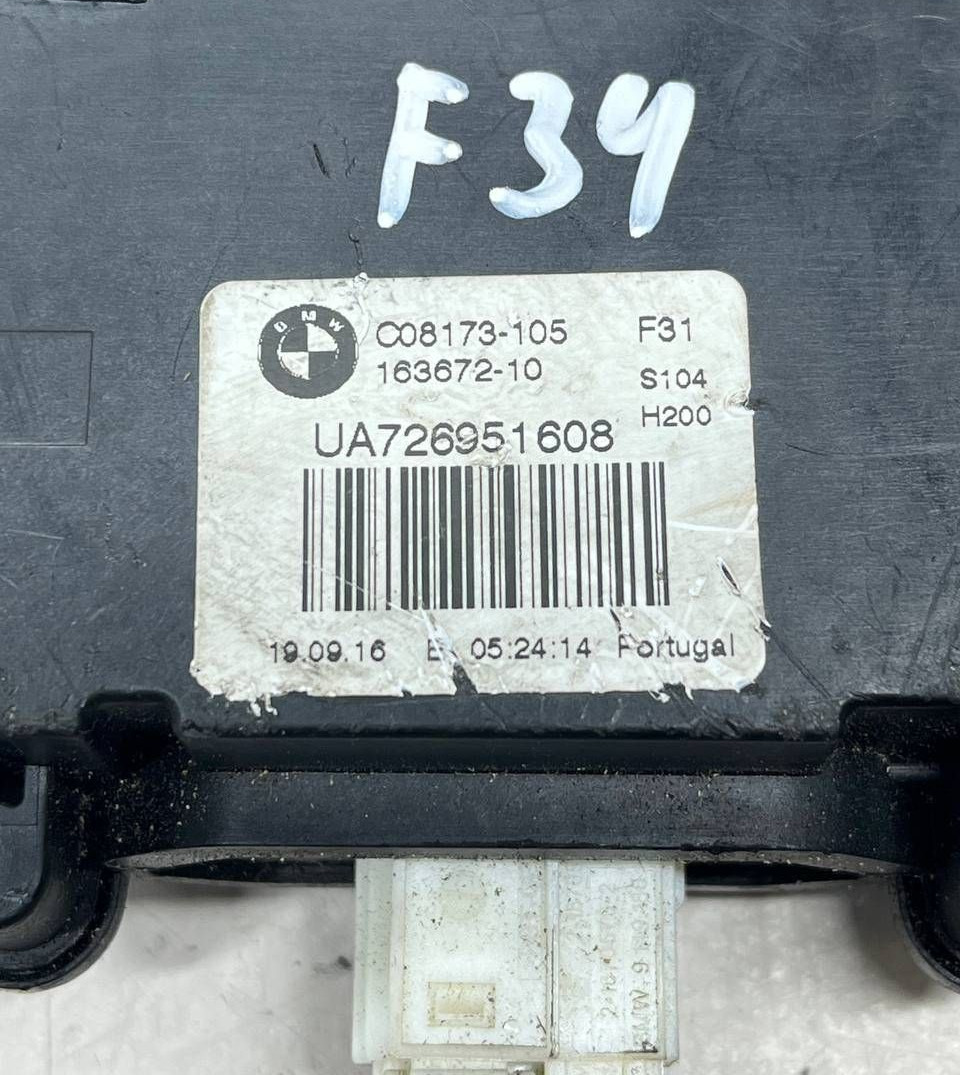 F34
BMW
C08173-105 F31
163672-10
S104
H200
UA726951608
19.09.16 E 05:24:14 Portugal